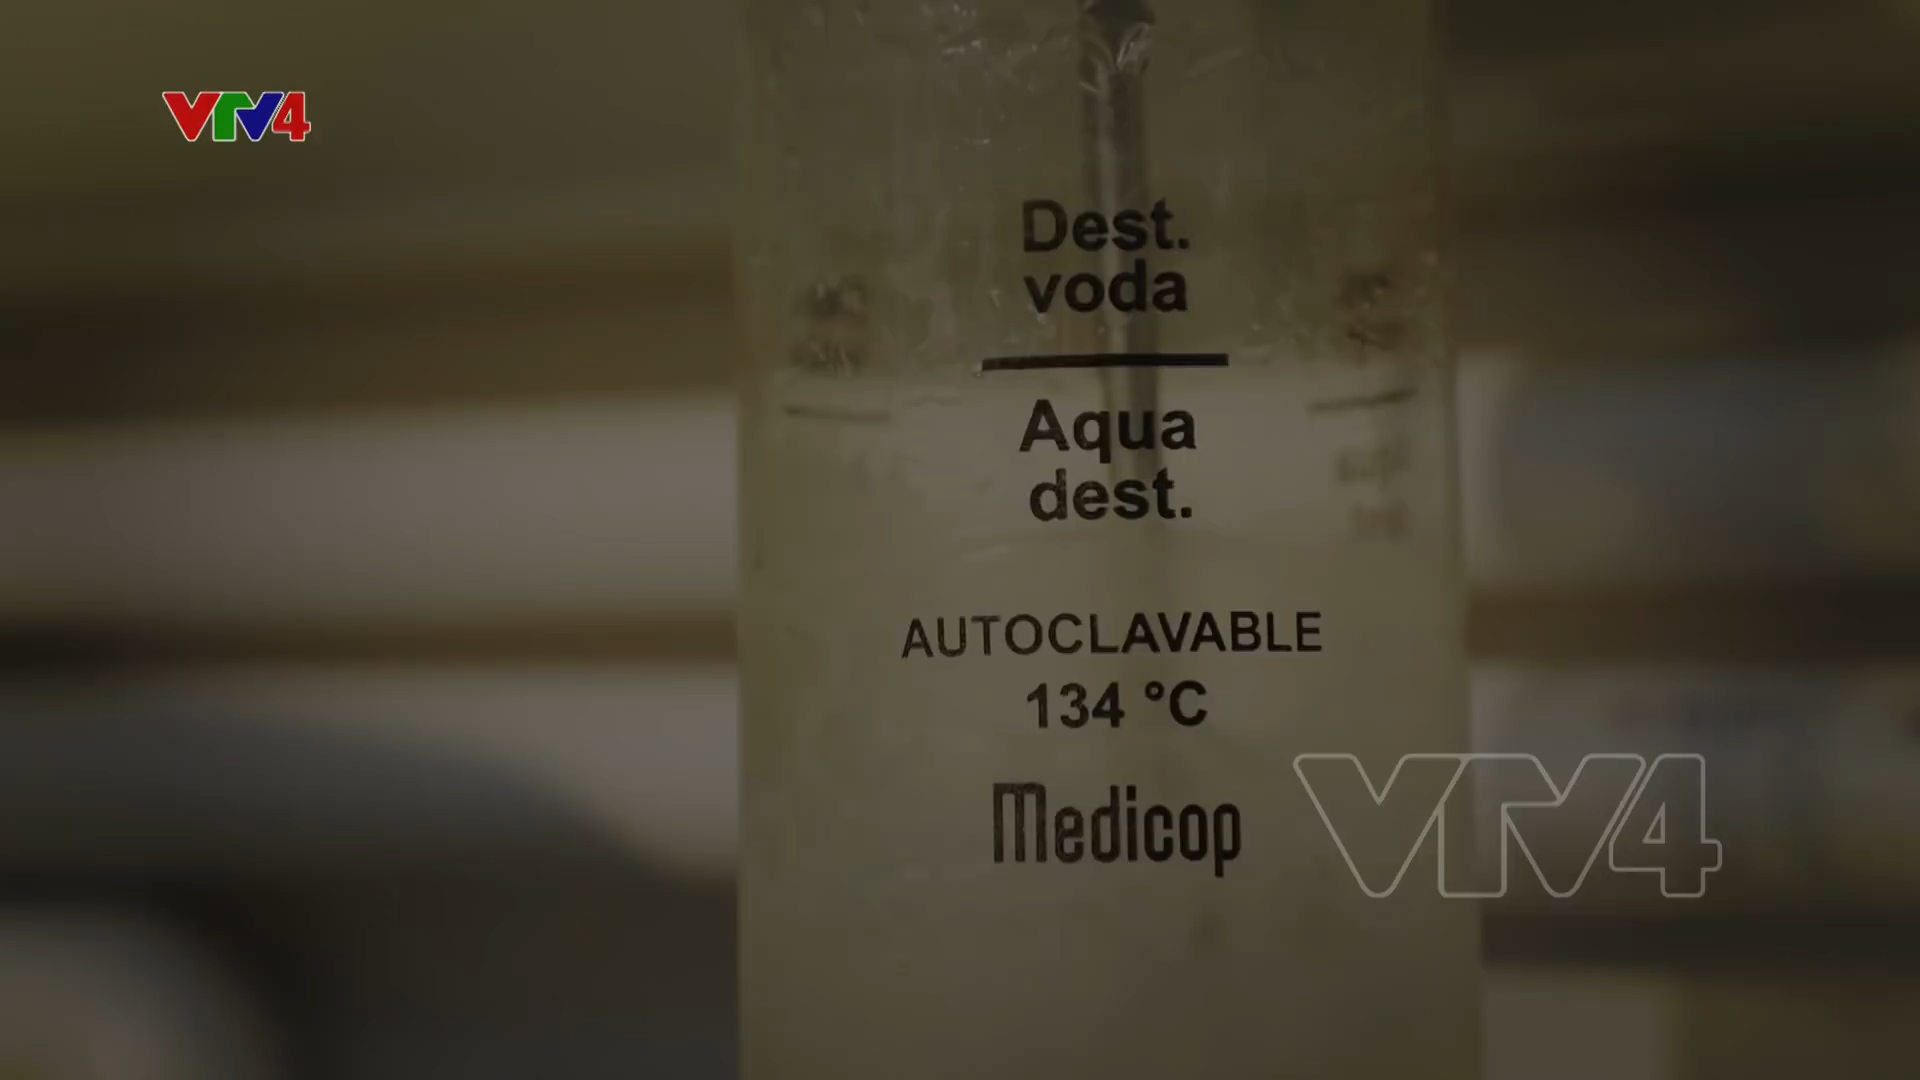 VTV4
Dest.
voda
Aqua
dest.
AUTOCLAVABLE
134 °C
Medicop
VTV4